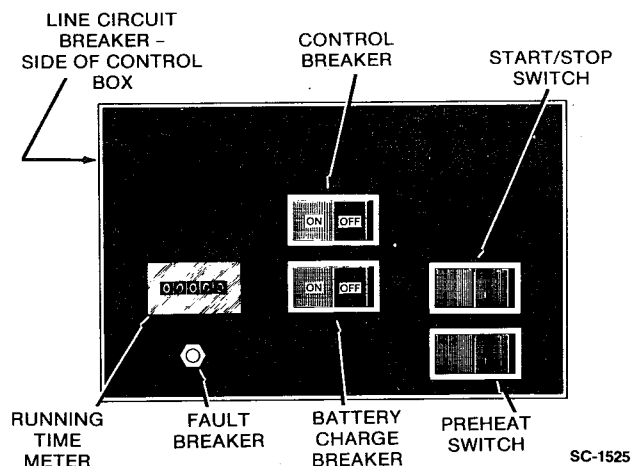 LINE CIRCUIT
BREAKER –
SIDE OF CONTROL
BOX
CONTROL
BREAKER
START/STOP
SWITCH
ON OFF
ON OFF
00000
RUNNING
TIME
METER
FAULT
BREAKER
BATTERY
CHARGE
BREAKER
PREHEAT
SWITCH
SC-1525